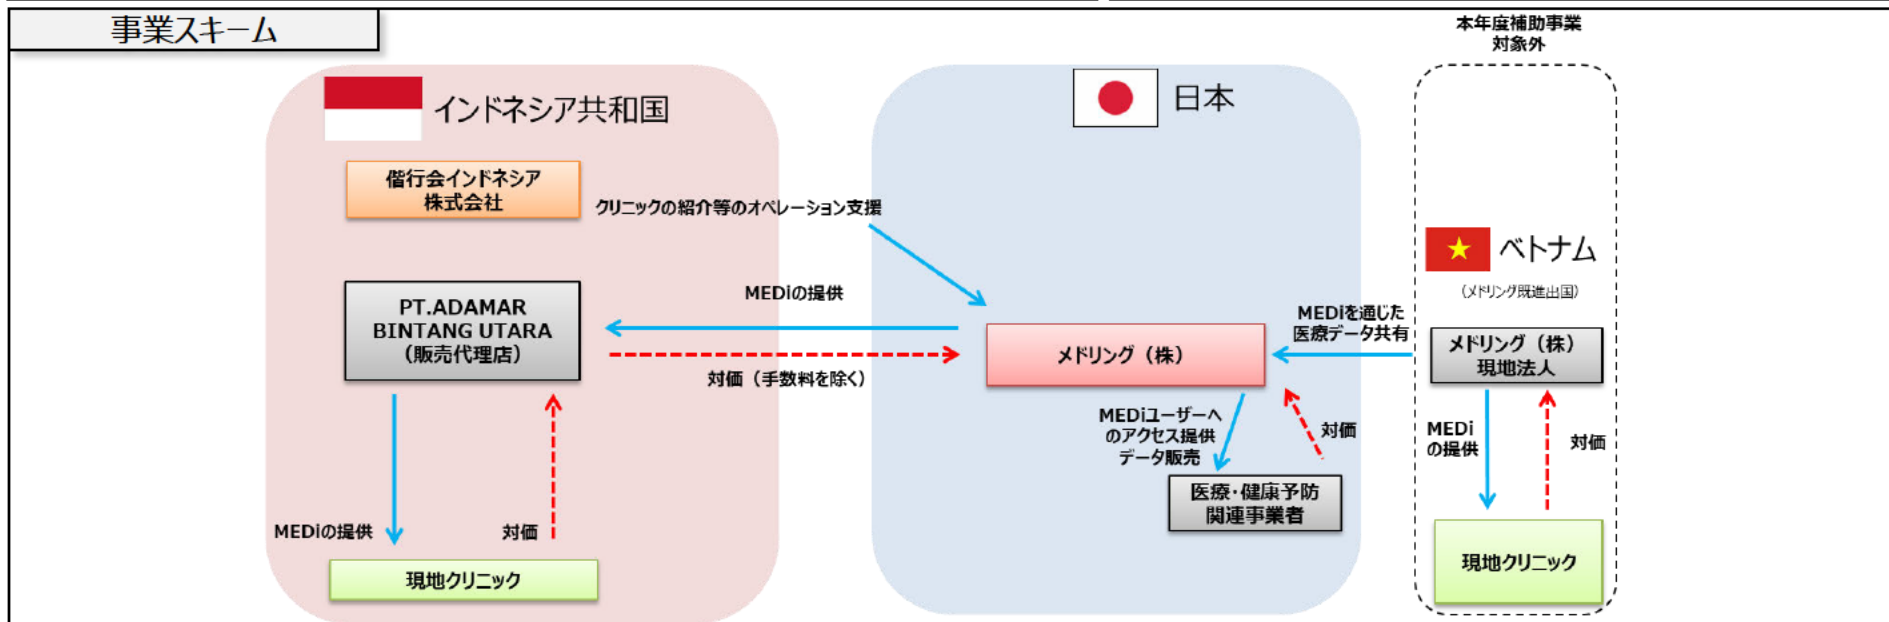 事業スキーム
本年度補助事業
対象外
インドネシア共和国
日本
偕行会インドネシア
株式会社
クリニックの紹介等のオペレーション支援
ベトナム
(メドリング既進出国)
PT.ADAMAR
BINTANG UTARA
(販売代理店)
MEDiの提供
対価(手数料を除く)
メドリング(株)
MEDiを通じた
医療データ共有
メドリング(株)
現地法人
MEDiユーザーへ
のアクセス提供
データ販売
対価
MEDi
の提供
対価
医療・健康予防
関連事業者
MEDiの提供
対価
現地クリニック
現地クリニック